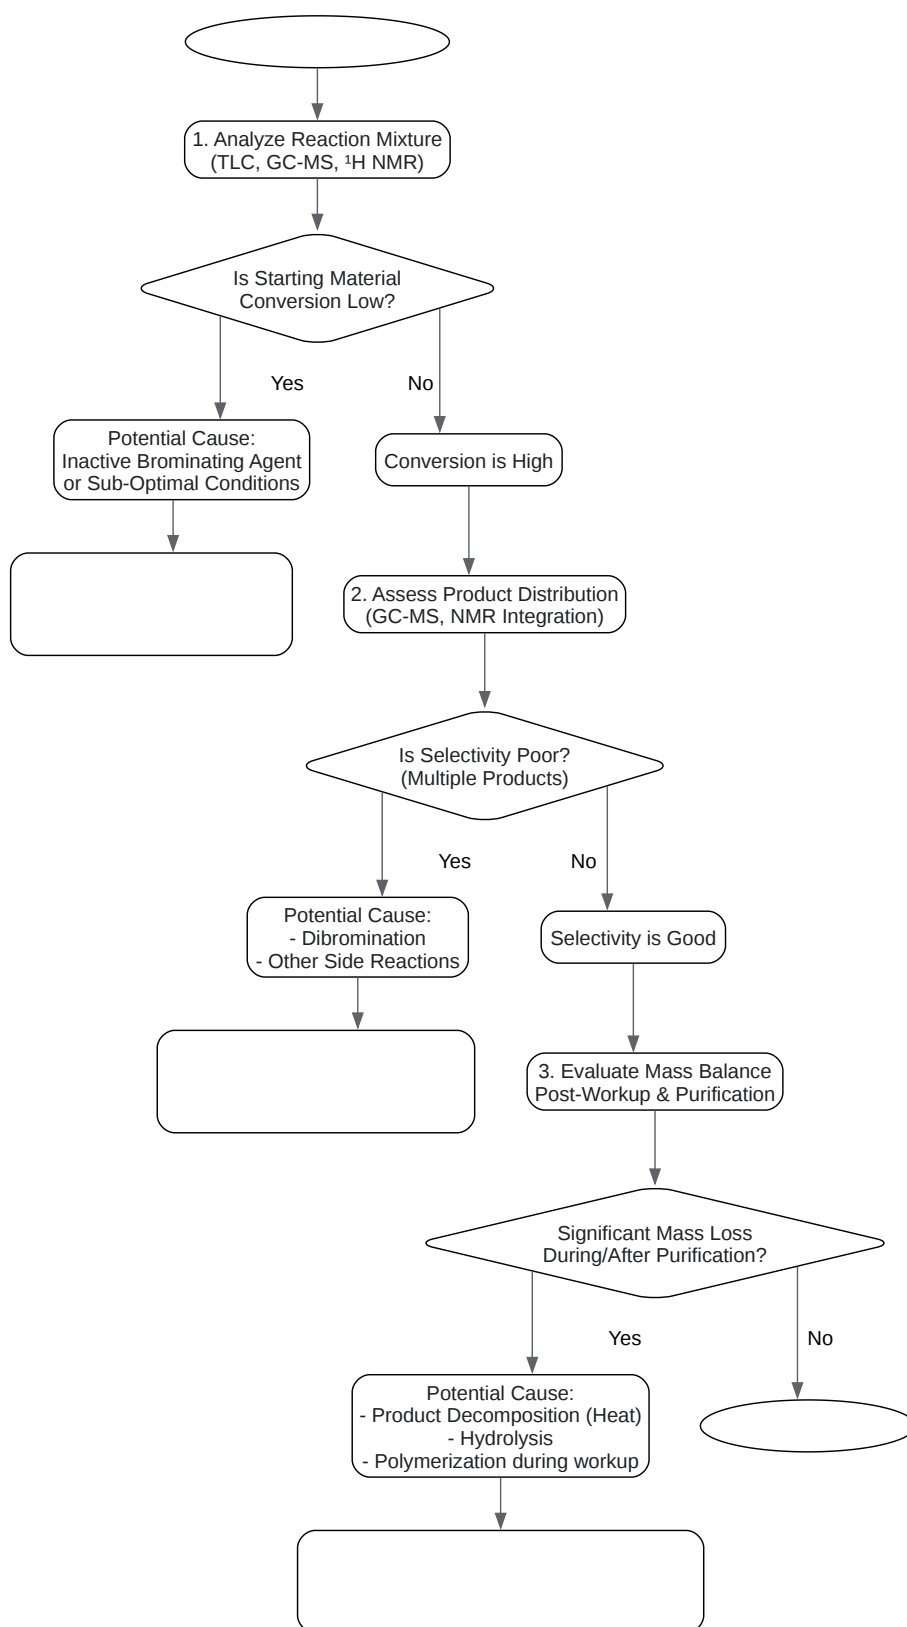 1. Analyze Reaction Mixture
(TLC, GC-MS, ¹H NMR)
Is Starting Material
Conversion Low?
Yes
No
Potential Cause:
Inactive Brominating Agent
or Sub-Optimal Conditions
Conversion is High
2. Assess Product Distribution
(GC-MS, NMR Integration)
Is Selectivity Poor?
(Multiple Products)
Yes
No
Potential Cause:
- Dibromination
- Other Side Reactions
Selectivity is Good
3. Evaluate Mass Balance
Post-Workup & Purification
Significant Mass Loss
During/After Purification?
Yes
No
Potential Cause:
- Product Decomposition (Heat)
- Hydrolysis
- Polymerization during workup